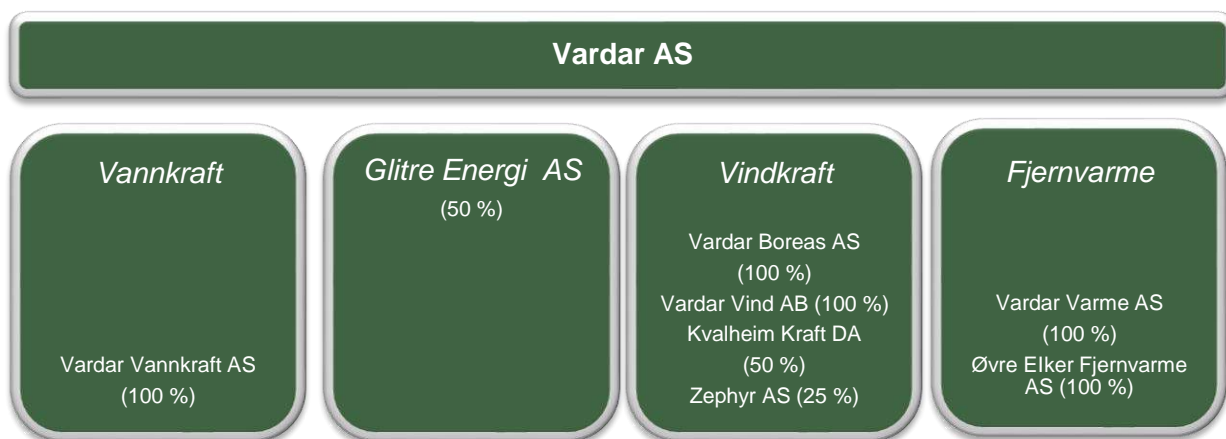 Vardar AS
Vannkraft
Vardar Vannkraft AS
(100 %)
Glitre Energi AS
(50 %)
Vindkraft
Vardar Boreas AS
(100 %)
Vardar Vind AB (100 %)
Kvalheim Kraft DA
(50 %)
Zephyr AS (25 %)
Fjernvarme
Vardar Varme AS
(100 %)
Øvre EIker Fjernvarme
AS (100 %)